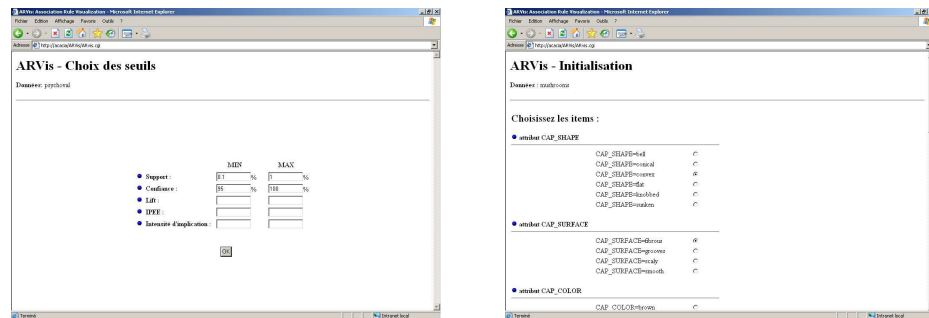 ARVis: Association Rule Visualization - Microsoft Internet Explorer
Fichier Edition Affichage Favoris Outils ?
Adresse http://acacia/ARVis/ARvis.cgi
ARVis - Choix des seuils
Données: psychoval
MIN MAX
Support : 0.1 % 1 %
Confiance : 95 % 100 %
Lift :
IPEE :
Intensité d'implication :
OK
Terminé Intranet local
ARVis: Association Rule Visualization - Microsoft Internet Explorer
Fichier Edition Affichage Favoris Outils ?
Adresse http://acacia/ARVis/ARvis.cgi
ARVis - Initialisation
Données : mushrooms
Choisissez les items :
attribut CAP_SHAPE
CAP_SHAPE=bell
CAP_SHAPE=conical
CAP_SHAPE=convex
CAP_SHAPE=flat
CAP_SHAPE=knobbed
CAP_SHAPE=sunken
attribut CAP_SURFACE
CAP_SURFACE=fibrous
CAP_SURFACE=grooves
CAP_SURFACE=scaly
CAP_SURFACE=smooth
attribut CAP_COLOR
CAP_COLOR=brown
Terminé Intranet local